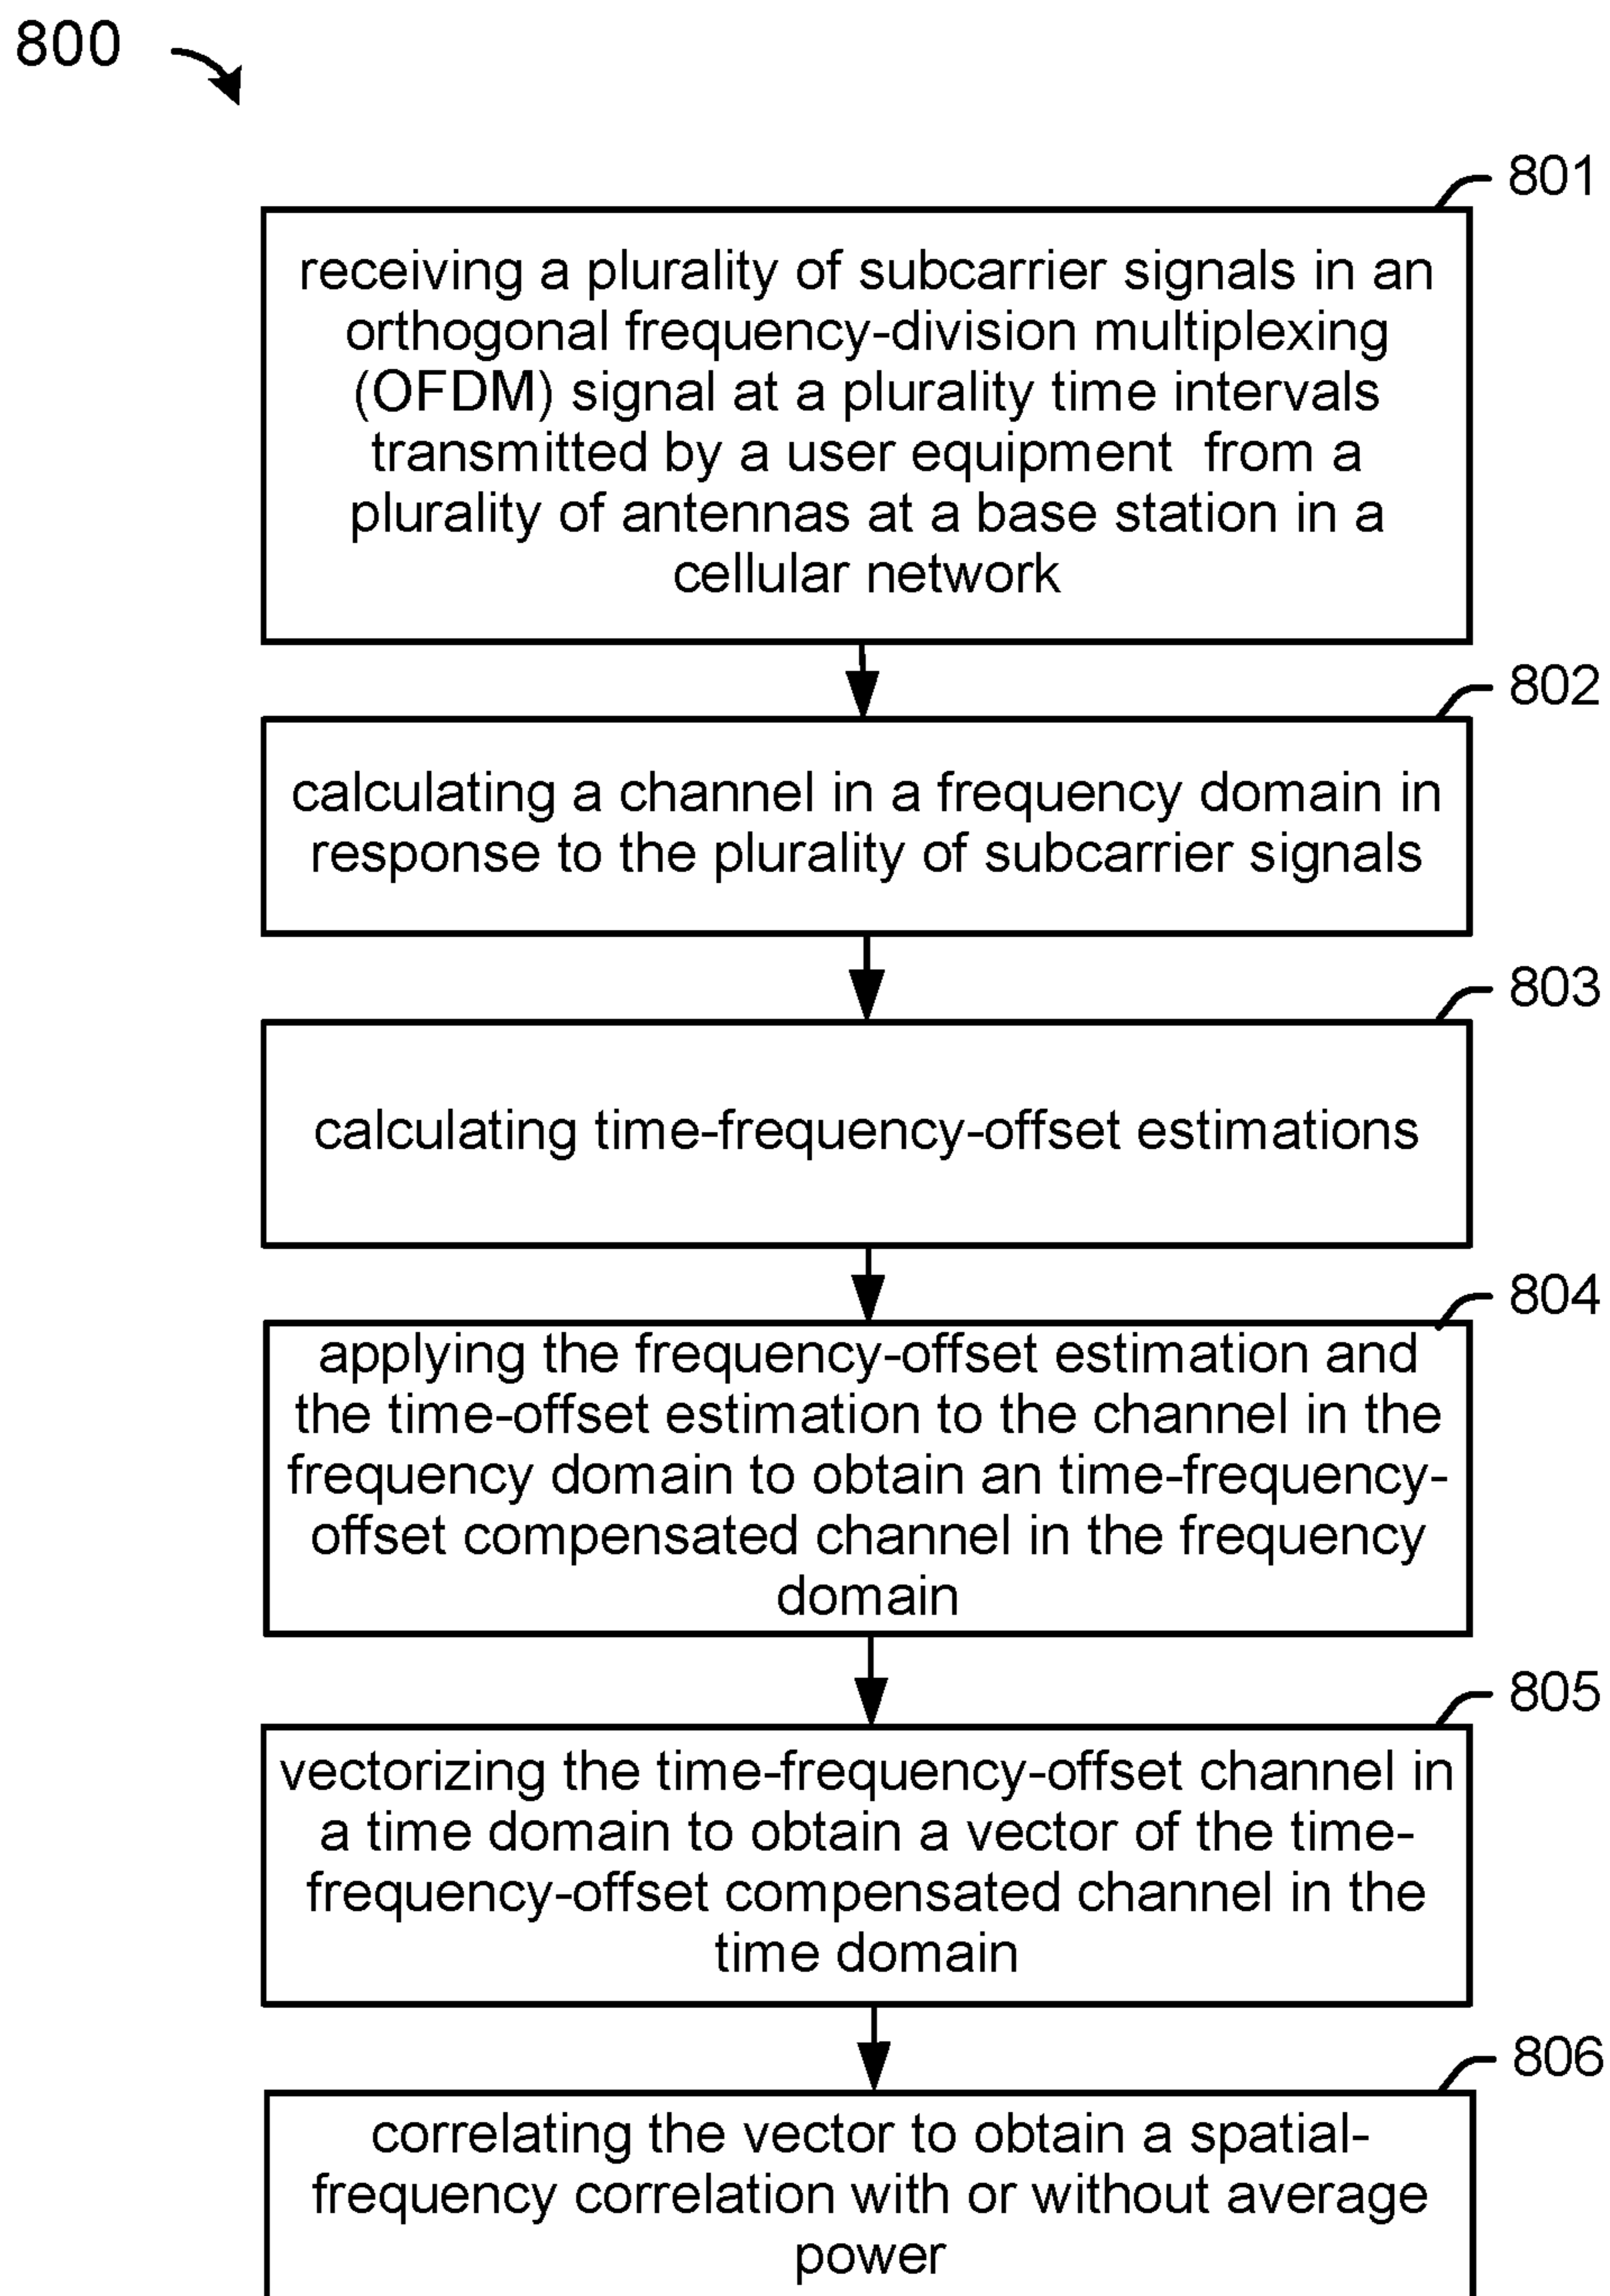 800
801
receiving a plurality of subcarrier signals in an
orthogonal frequency-division multiplexing
(OFDM) signal at a plurality time intervals
transmitted by a user equipment from a
plurality of antennas at a base station in a
cellular network
802
calculating a channel in a frequency domain in
response to the plurality of subcarrier signals
803
calculating time-frequency-offset estimations
804
applying the frequency-offset estimation and
the time-offset estimation to the channel in the
frequency domain to obtain an time-frequency-
offset compensated channel in the frequency
domain
805
vectorizing the time-frequency-offset channel in
a time domain to obtain a vector of the time-
frequency-offset compensated channel in the
time domain
806
correlating the vector to obtain a spatial-
frequency correlation with or without average
power